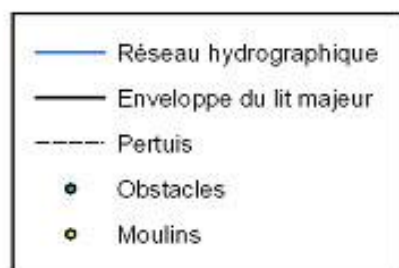 Réseau hydrographique
Enveloppe du lit majeur
Pertuis
Obstacles
Moulins